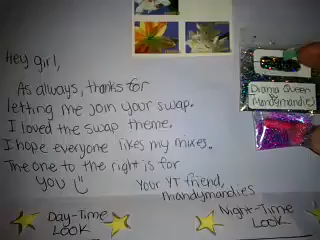 Hey girl,
As always, thanks for
letting me join your swap.
I loved the swap theme.
I hope everyone likes my mixes.
The one to the right is for
you
Your YT friend,
mandymandies
Drama Queen
by
Mandymandies
Day-Time
LOOK
Night-Time
LOOK